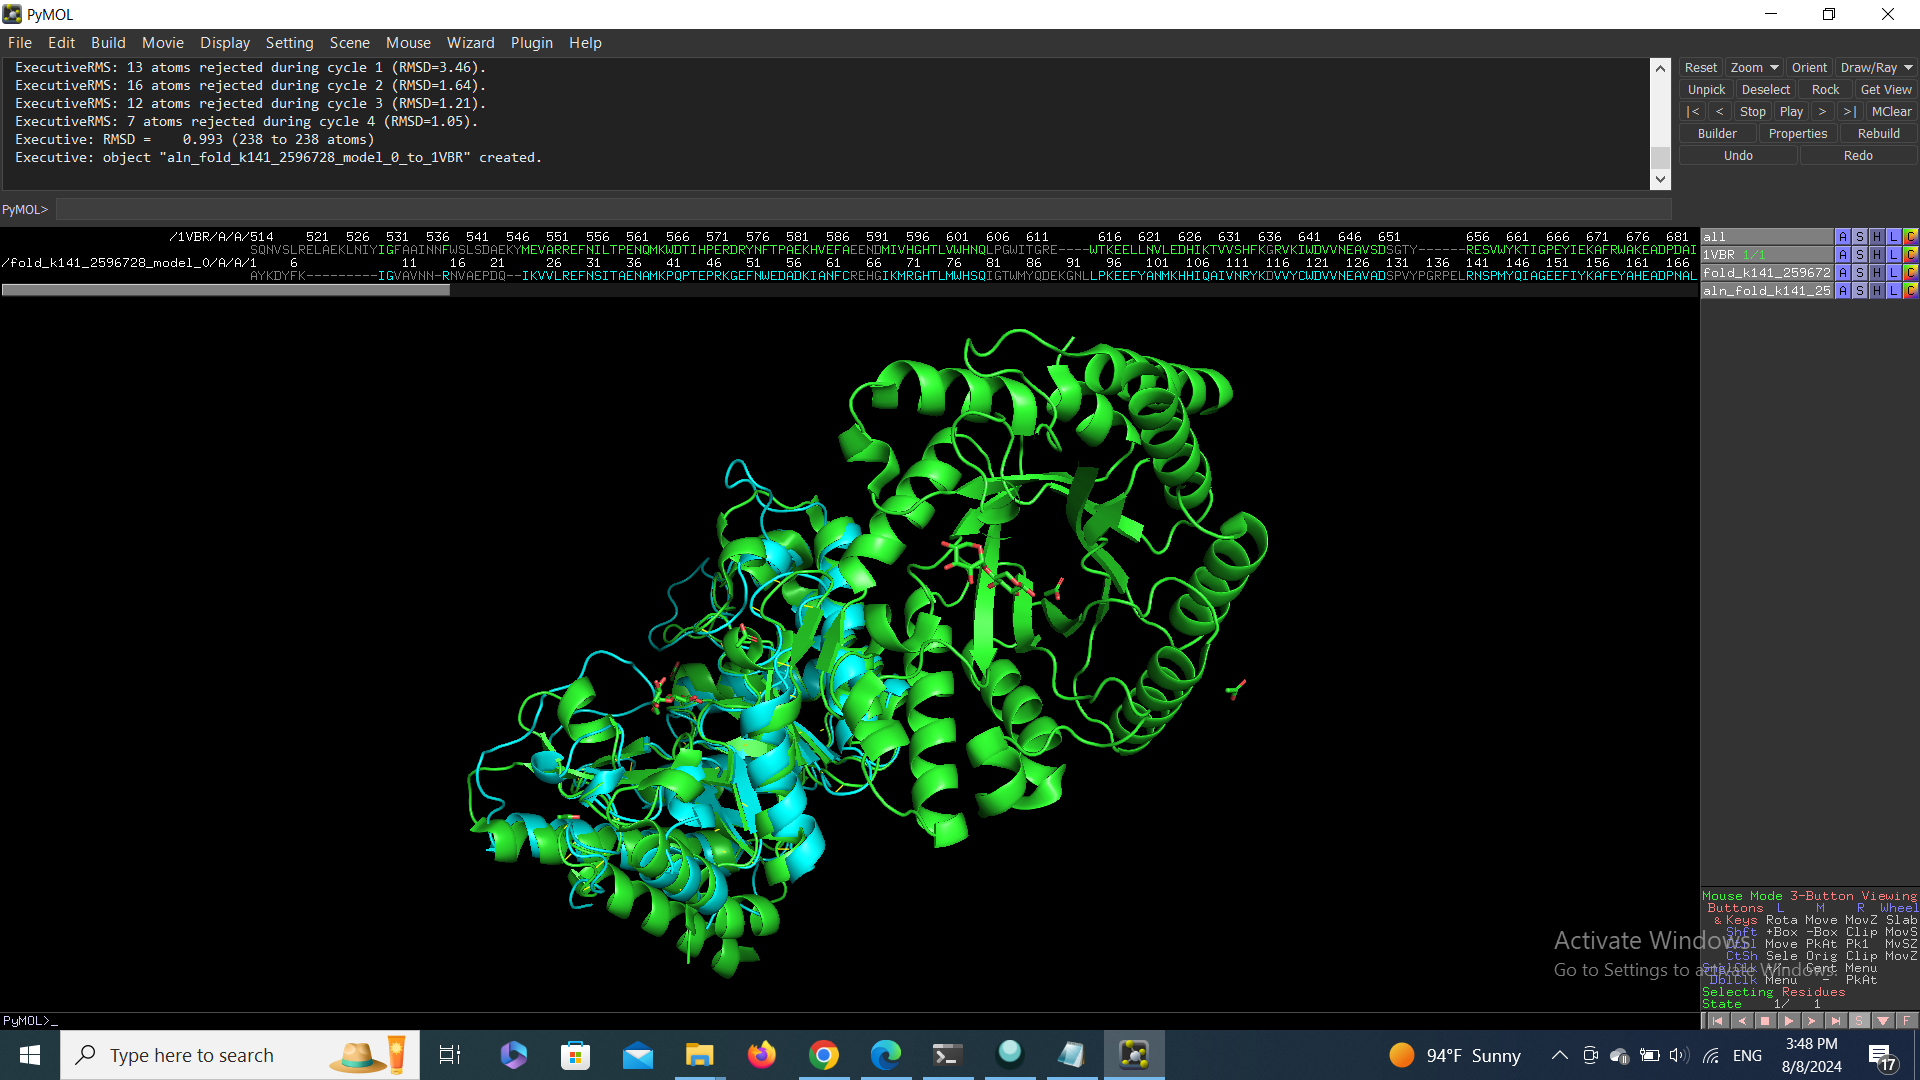 PyMOL
File Edit Build Movie Display Setting Scene Mouse Wizard Plugin Help
ExecutiveRMS: 13 atoms rejected during cycle 1 (RMSD=3.46).
ExecutiveRMS: 16 atoms rejected during cycle 2 (RMSD=1.64).
ExecutiveRMS: 12 atoms rejected during cycle 3 (RMSD=1.21).
ExecutiveRMS: 7 atoms rejected during cycle 4 (RMSD=1.05).
Executive: RMSD = 0.993 (238 to 238 atoms)
Executive: object "aln_fold_k141_2596728_model_0_to_1VBR" created.
Reset Zoom Orient Draw/Ray
Unpick Deselect Rock Get View
|< < Stop Play > >| MClear
Builder Properties Rebuild
Undo Redo
PyMOL>
/1VBR/A/A/514 521 526 531 536 541 546 551 556 561 566 571 576 581 586 591 596 601 606 611 616 621 626 631 636 641 646 651 656 661 666 671 676 681
SQNVSLRELAEKLNIYIGFAAINNFWSLSDAEKYMEVARREFNILTPENQMKWDTIHPERDRYNFTPAEKHVEFAEENDMIVHGHTLVWHNQLPGWITGRE----WTKEELLNVLEDHIKTVVSHFKGRVKIWDVVNEAVSDSGTY------RESVWYKTIGPEYIEKAFRWAKEADPDAI
/fold_k141_2596728_model_0/A/A/1 6 11 16 21 26 31 36 41 46 51 56 61 66 71 76 81 86 91 96 101 106 111 116 121 126 131 136 141 146 151 156 161 166
AYKDYFK---------IGVAVNN-RNVAEPDQ--IKVVLREFNSITAENAMKPQPTEPRKGEFNWEDADKIANFCREHGIKMRGHTLMWHSQIGTWMYQDEKGNLLPKEEFYANMKHHIQAIVNRYKDVVYCWDVVNEAVADSPVYPGRPELRNSPMYQIAGEEFIYKAFEYAHEADPNAL
all A S H L C
1VBR 1/1 A S H L C
fold_k141_259672 A S H L C
aln_fold_k141_25 A S H L C
Mouse Mode 3-Button Viewing
Buttons L M R Wheel
& Keys Rota Move MovZ Slab
Shft +Box -Box Clip MovS
Move PkAt Pk1 MvSZ
CtSh Sele Orig Clip MovZ
Cent Menu
DblClk Menu - PkAt
Selecting Residues
State 1/ 1
Activate Windows
Go to Settings to activate Windows.
PyMOL>_
S F
Type here to search
94°F Sunny
ENG
3:48 PM
8/8/2024
17